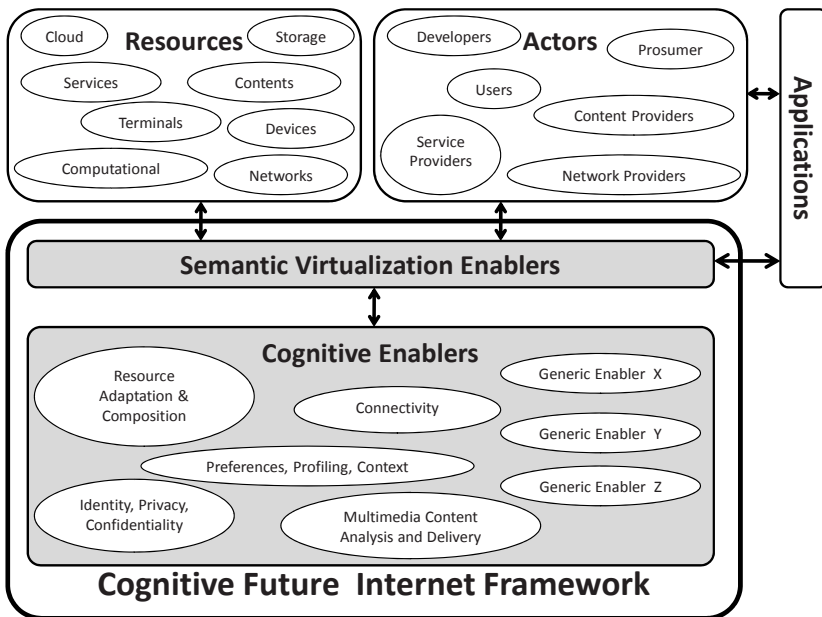 Resources
Cloud
Storage
Services
Contents
Terminals
Devices
Computational
Networks
Actors
Developers
Prosumer
Users
Content Providers
Service
Providers
Network Providers
Applications
Semantic Virtualization Enablers
Cognitive Enablers
Resource
Adaptation &
Composition
Connectivity
Generic Enabler X
Generic Enabler Y
Preferences, Profiling, Context
Generic Enabler Z
Identity, Privacy,
Confidentiality
Multimedia Content
Analysis and Delivery
Cognitive Future Internet Framework